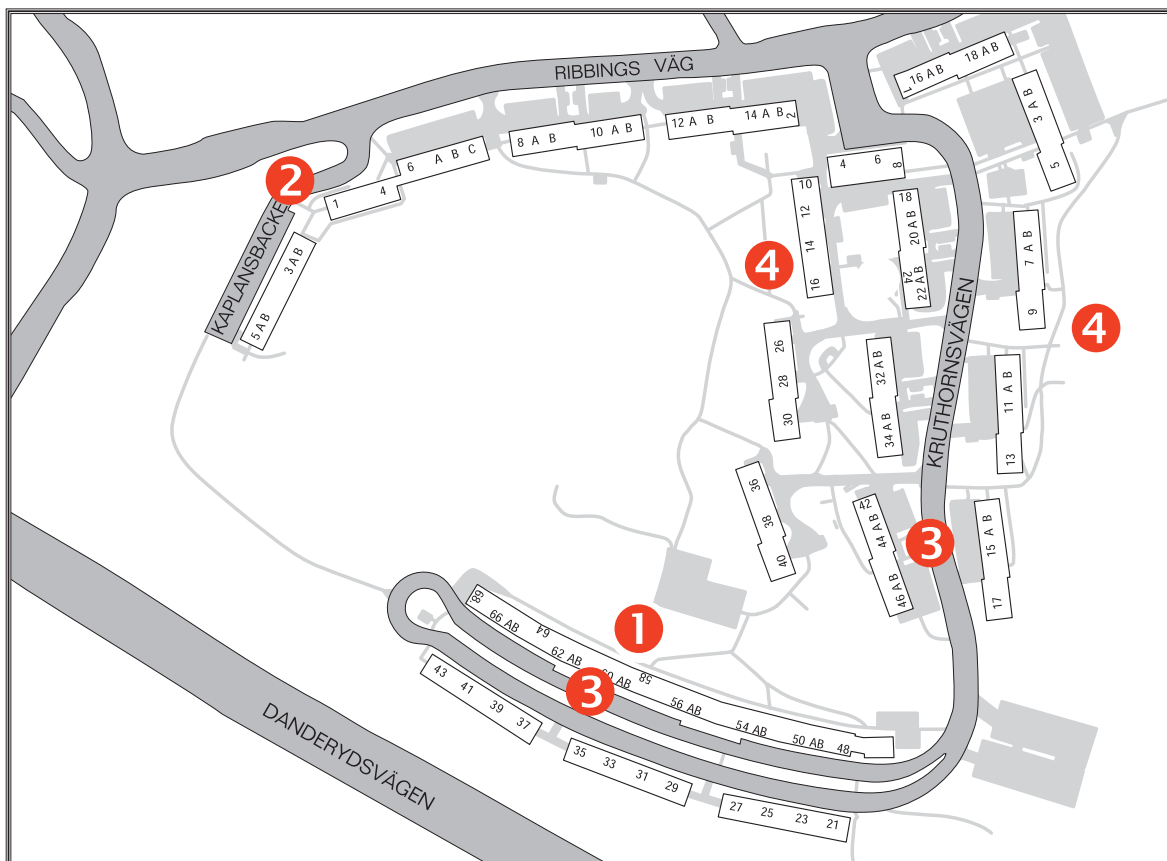 RIBBINGS VÄG
16 A B 18 A B
1
3 A B
5
12 A B 14 A B 2
8 A B 10 A B
6 A B C
4 6 8
2
1 4
KAPLANSBACKE
3 AB
5 AB
10
12
14
16
18
20 A B
24
22 A B
7 A B
9
4
4
KRUTHORNSVÄGEN
26
28
30
32 A B
34 A B
11 A B
13
36
38
40
42
44 A B
46 A B
3
15 A B
17
1
68
66 AB
64
62 AB
60 AB
58
3
56 AB
54 AB
50 AB
48
43
41
39
37
35
33
31
29
27
25
23
21
DANDERYDSVÄGEN